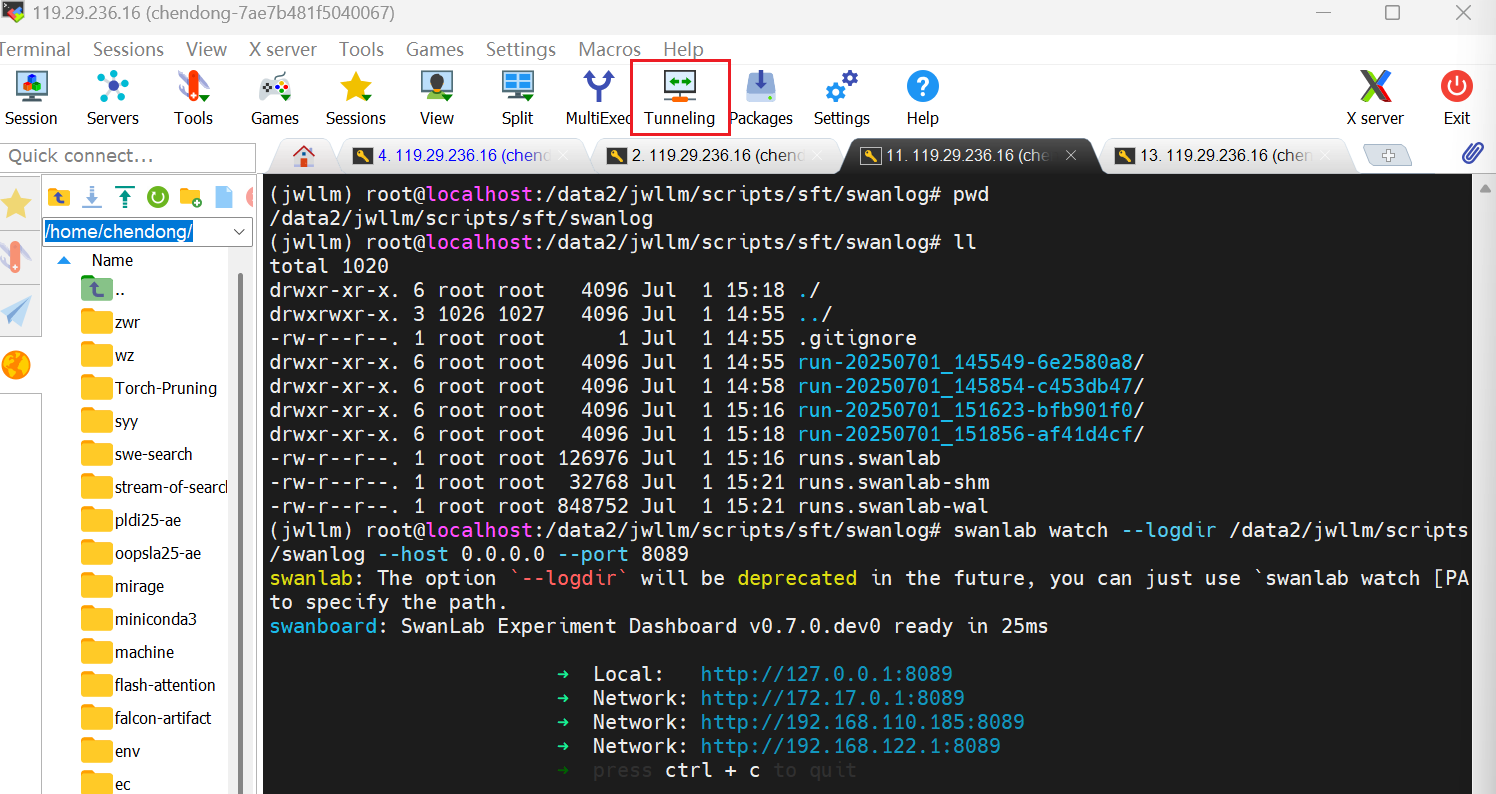 119.29.236.16 (chendong-7ae7b481f5040067)
Terminal Sessions View X server Tools Games Settings Macros Help
Session Servers Tools Games Sessions View Split MultiExec Tunneling Packages Settings Help X server Exit
Quick connect...
4. 119.29.236.16 (chend
2. 119.29.236.16 (chend
11. 119.29.236.16 (che
13. 119.29.236.16 (chen
/home/chendong/
Name
..
zwr
wz
Torch-Pruning
syy
swe-search
stream-of-search
pldi25-ae
oopsla25-ae
mirage
miniconda3
machine
flash-attention
falcon-artifact
env
ec
(jwllm) root@localhost:/data2/jwllm/scripts/sft/swanlog# pwd
/data2/jwllm/scripts/sft/swanlog
(jwllm) root@localhost:/data2/jwllm/scripts/sft/swanlog# ll
total 1020
drwxr-xr-x. 6 root root   4096 Jul  1 15:18 ./
drwxrwxr-x. 3 1026 1027   4096 Jul  1 14:55 ../
-rw-r--r--. 1 root root      1 Jul  1 14:55 .gitignore
drwxr-xr-x. 6 root root   4096 Jul  1 14:55 run-20250701_145549-6e2580a8/
drwxr-xr-x. 6 root root   4096 Jul  1 14:58 run-20250701_145854-c453db47/
drwxr-xr-x. 6 root root   4096 Jul  1 15:16 run-20250701_151623-bfb901f0/
drwxr-xr-x. 6 root root   4096 Jul  1 15:18 run-20250701_151856-af41d4cf/
-rw-r--r--. 1 root root 126976 Jul  1 15:16 runs.swanlab
-rw-r--r--. 1 root root  32768 Jul  1 15:21 runs.swanlab-shm
-rw-r--r--. 1 root root 848752 Jul  1 15:21 runs.swanlab-wal
(jwllm) root@localhost:/data2/jwllm/scripts/sft/swanlog# swanlab watch --logdir /data2/jwllm/scripts
/swanlog --host 0.0.0.0 --port 8089
swanlab: The option `--logdir` will be deprecated in the future, you can just use `swanlab watch [PA
to specify the path.
swanboard: SwanLab Experiment Dashboard v0.7.0.dev0 ready in 25ms
➜ Local:   http://127.0.0.1:8089
➜ Network: http://172.17.0.1:8089
➜ Network: http://192.168.110.185:8089
➜ Network: http://192.168.122.1:8089
➜ press ctrl + c to quit